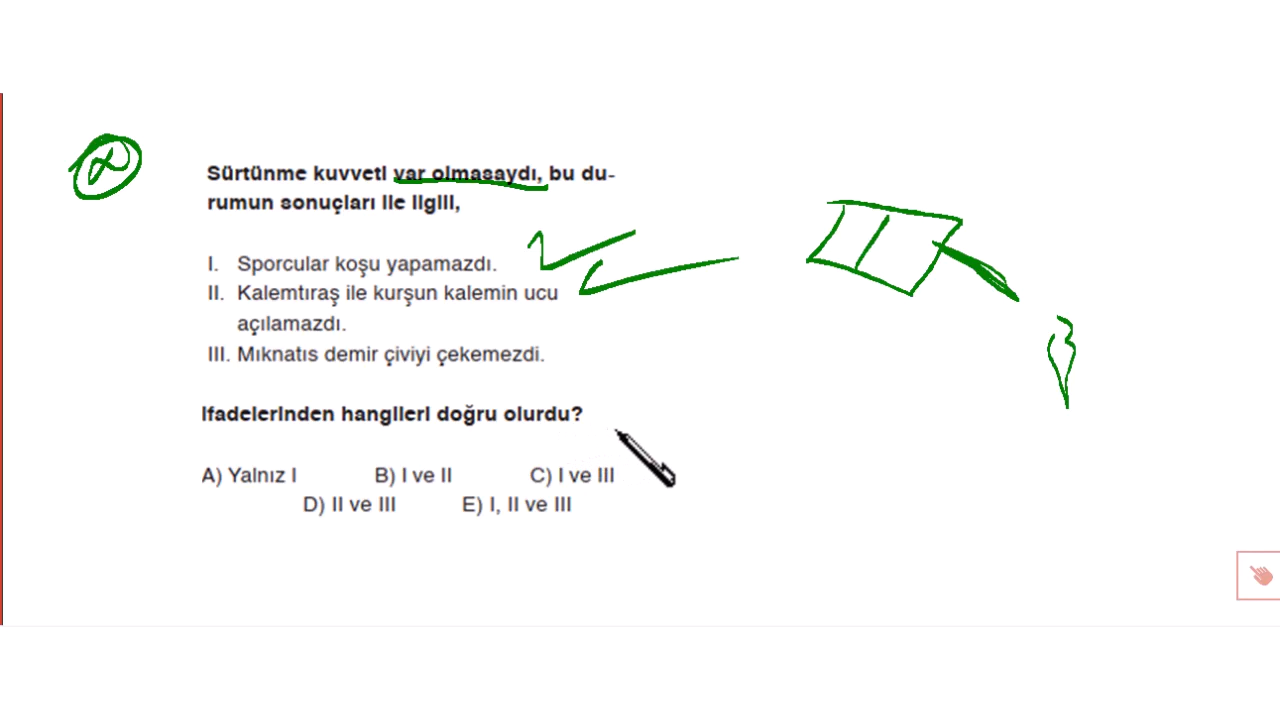 Sürtünme kuvveti var olmasaydı, bu du-
rumun sonuçları ile ilgili,
I. Sporcular koşu yapamazdı.
II. Kalemtıraş ile kurşun kalemin ucu
açılamazdı.
III. Mıknatıs demir çiviyi çekemezdi.
ifadelerinden hangileri doğru olurdu?
A) Yalnız I B) I ve II C) I ve III
D) II ve III E) I, II ve III